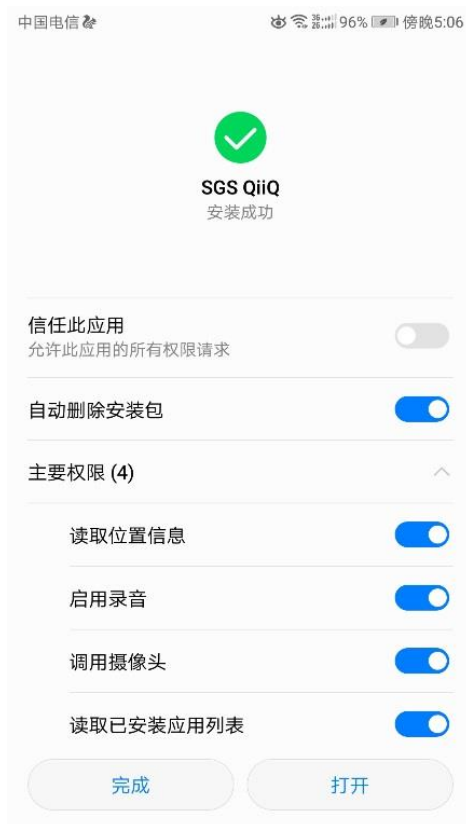 中国电信 96% 傍晚5:06
SGS QiiQ
安装成功
信任此应用
允许此应用的所有权限请求
自动删除安装包
主要权限 (4)
读取位置信息
启用录音
调用摄像头
读取已安装应用列表
完成 打开